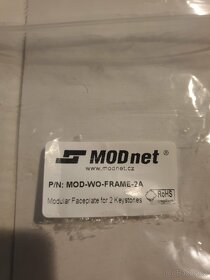 MODnet
www.modnet.cz
P/N: MOD-WO-FRAME-2A
Modular Faceplate for 2 Keystones
RoHS